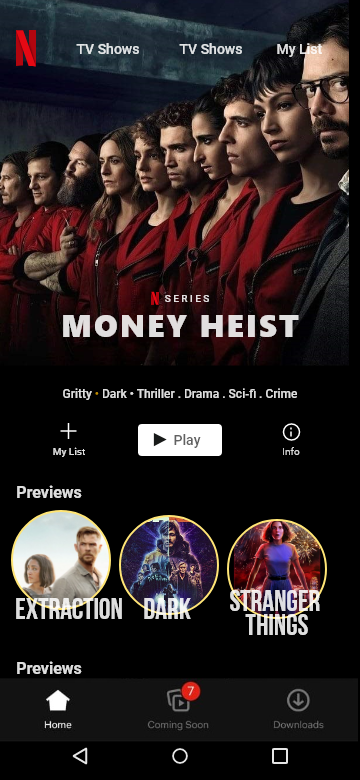 N TV Shows TV Shows My List
N SERIES
MONEY HEIST
Gritty • Dark • Thriller . Drama . Sci-fi . Crime
My List Play Info
Previews
EXTRACTION DARK STRANGER THINGS
Previews
7
Home Coming Soon Downloads